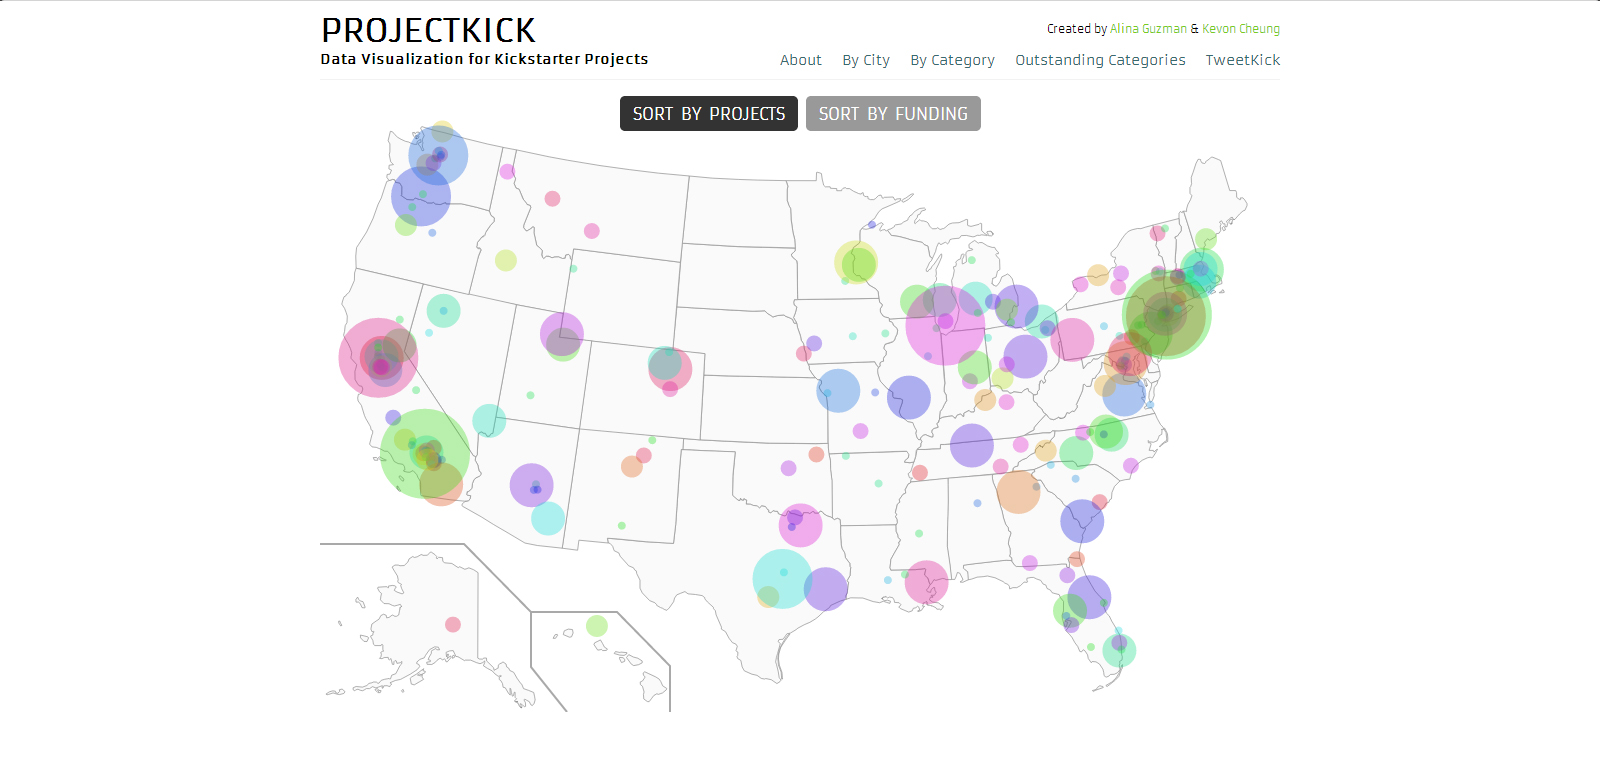 PROJECTKICK
Created by Alina Guzman & Kevon Cheung
Data Visualization for Kickstarter Projects
About By City By Category Outstanding Categories TweetKick
SORT BY PROJECTS SORT BY FUNDING